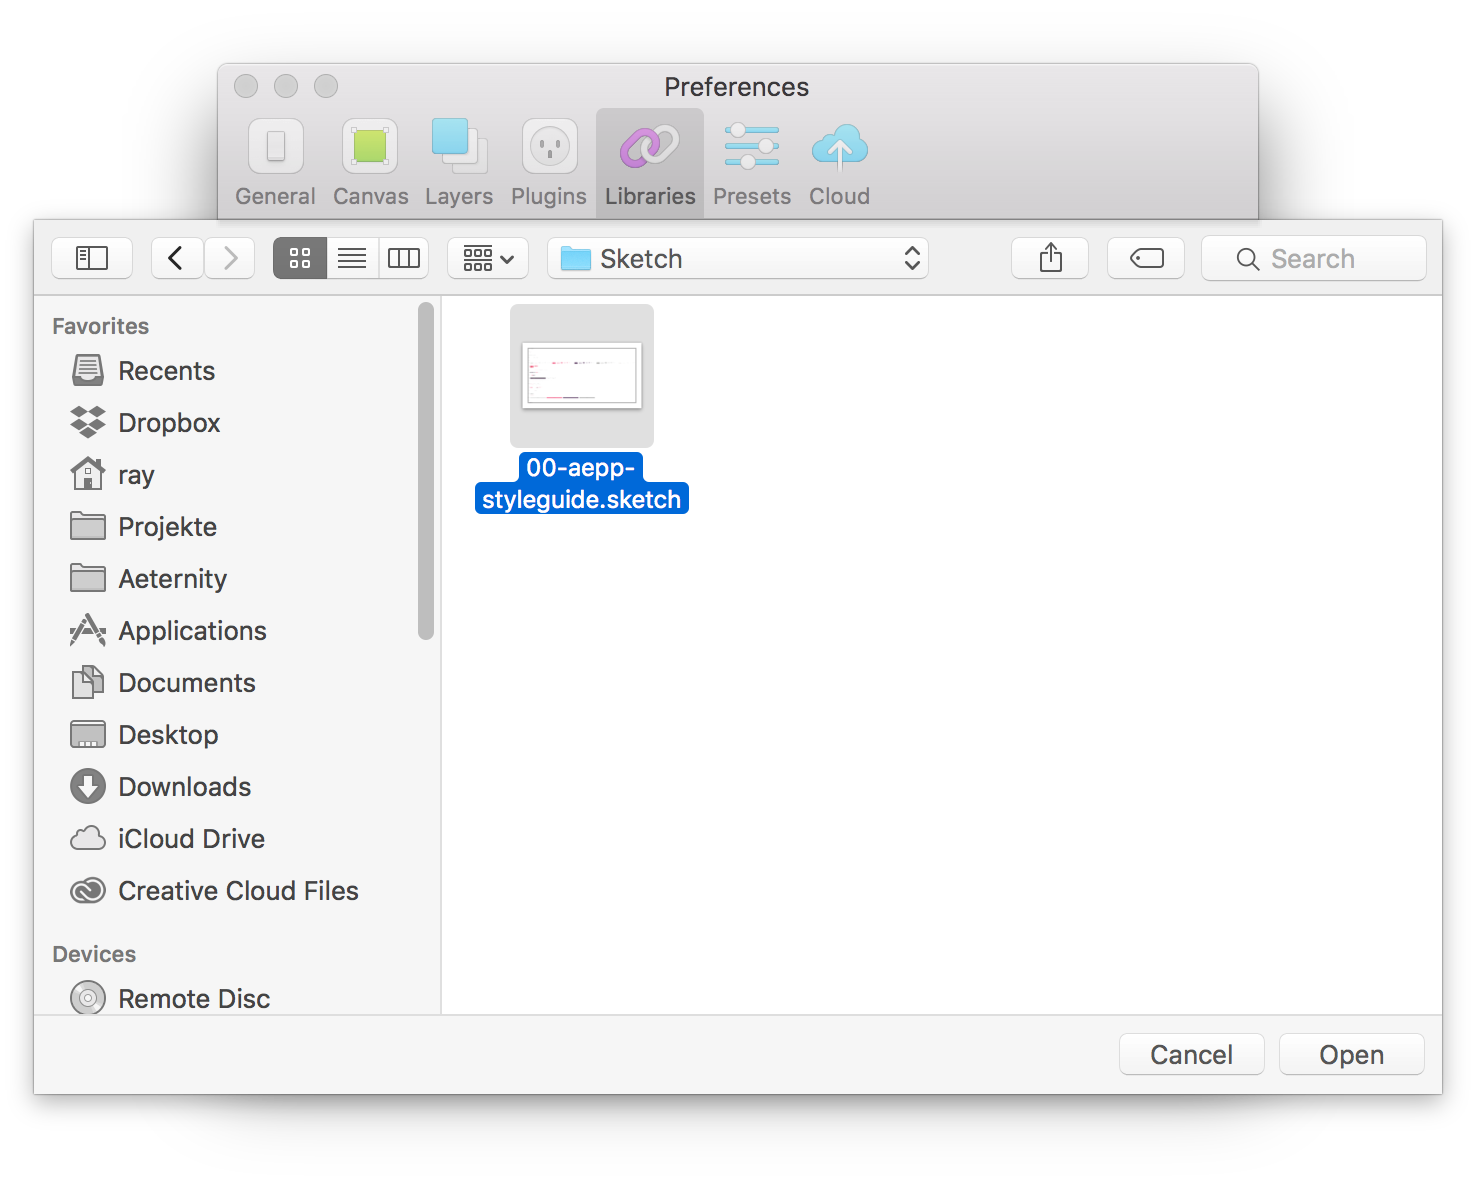 Preferences
General Canvas Layers Plugins Libraries Presets Cloud
Sketch
Search
Favorites
Recents
Dropbox
ray
Projekte
Aeternity
Applications
Documents
Desktop
Downloads
iCloud Drive
Creative Cloud Files
Devices
Remote Disc
00-aepp-
styleguide.sketch
Cancel Open